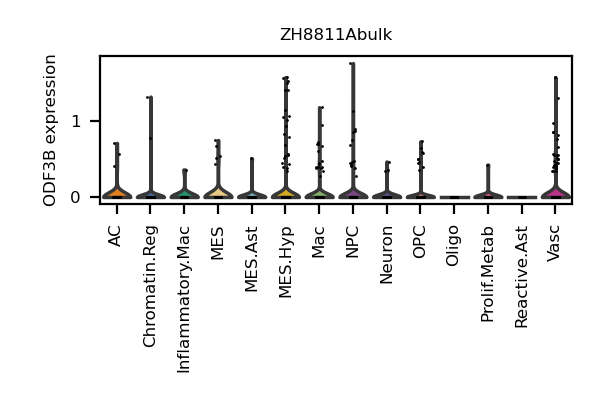 ZH8811Abulk
ODF3B expression
1
0
AC
Chromatin.Reg
Inflammatory.Mac
MES
MES.Ast
MES.Hyp
Mac
NPC
Neuron
OPC
Oligo
Prolif.Metab
Reactive.Ast
Vasc